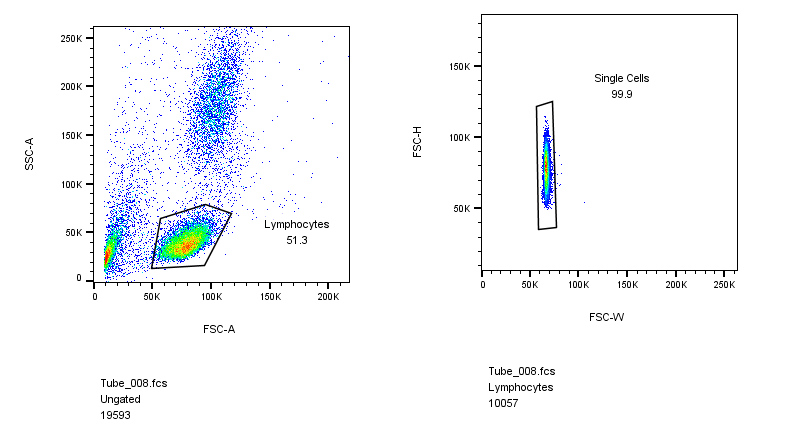 250K
200K
150K
100K
50K
0
SSC-A
Lymphocytes
51.3
0
50K
100K
150K
200K
FSC-A
Tube_008.fcs
Ungated
19593
150K
100K
50K
FSC-H
Single Cells
99.9
0
50K
100K
150K
200K
250K
FSC-W
Tube_008.fcs
Lymphocytes
10057